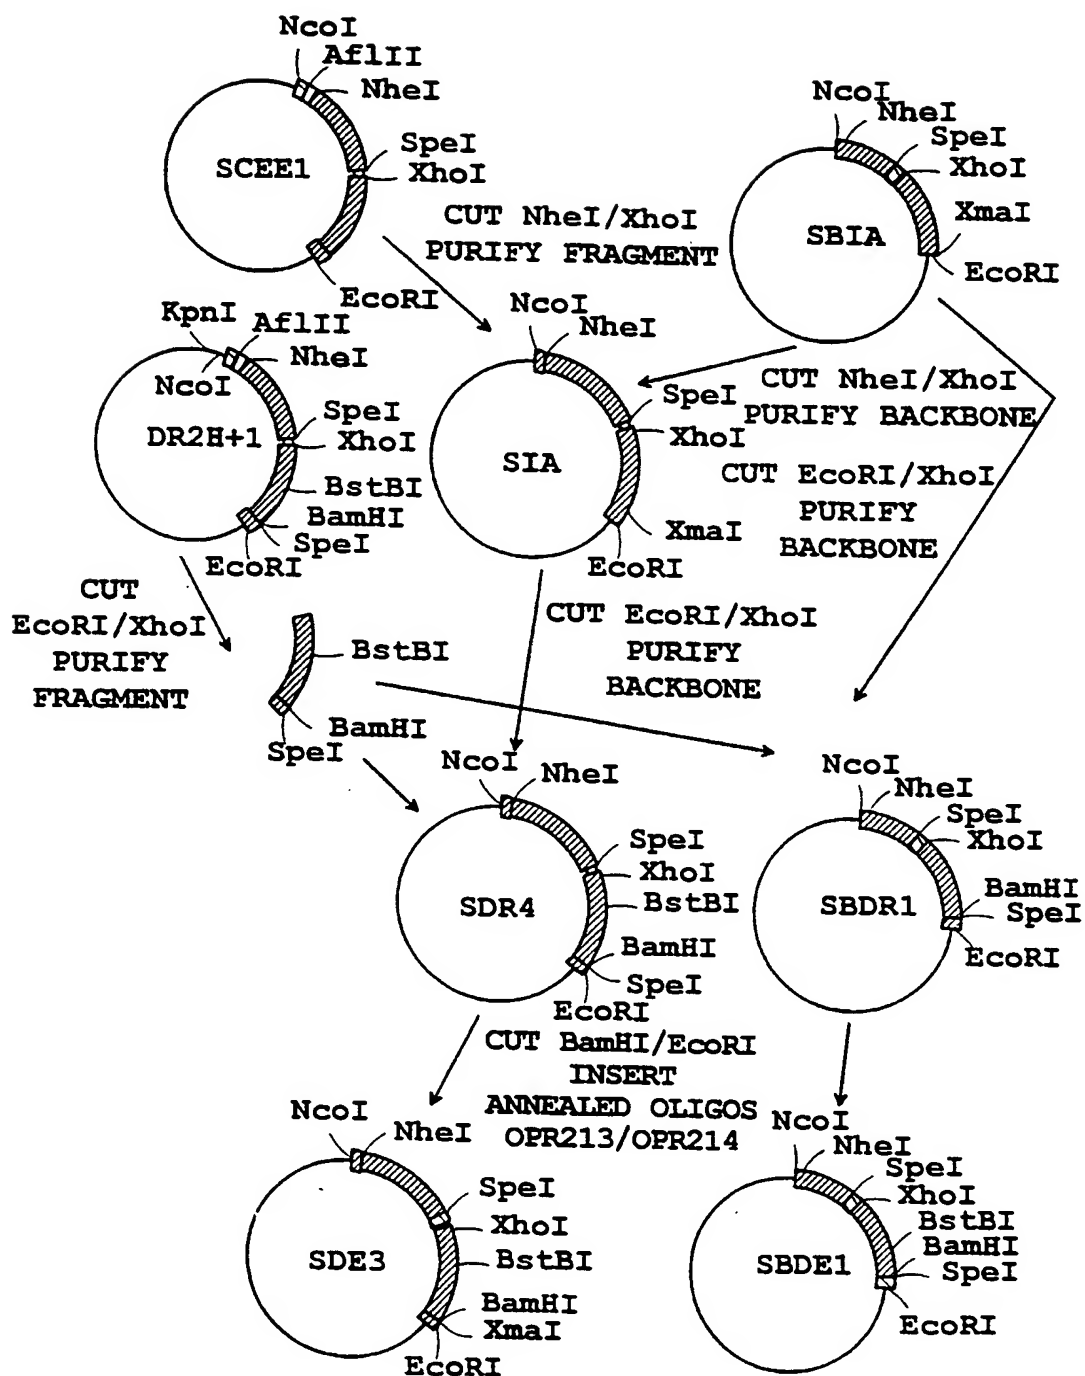 NcoI
AflII
NheI
SCEE1
SpeI
XhoI
EcoRI
NcoI
NheI
SpeI
XhoI
SBIA
XmaI
EcoRI
CUT NheI/XhoI
PURIFY FRAGMENT
KpnI
AflII
NheI
NcoI
DR2H+1
SpeI
XhoI
BstBI
BamHI
SpeI
EcoRI
NcoI
NheI
SpeI
XhoI
SIA
XmaI
EcoRI
CUT NheI/XhoI
PURIFY BACKBONE
CUT EcoRI/XhoI
PURIFY
BACKBONE
CUT
EcoRI/XhoI
PURIFY
FRAGMENT
BstBI
BamHI
SpeI
CUT EcoRI/XhoI
PURIFY
BACKBONE
NcoI
NheI
SpeI
XhoI
SDR4
BstBI
BamHI
SpeI
EcoRI
NcoI
NheI
SpeI
XhoI
SBDR1
BamHI
SpeI
EcoRI
CUT BamHI/EcoRI
INSERT
ANNEALED OLIGOS
OPR213/OPR214
NcoI
NheI
SpeI
XhoI
SDE3
BstBI
BamHI
XmaI
EcoRI
NcoI
NheI
SpeI
XhoI
BstBI
SBDE1
BamHI
SpeI
EcoRI